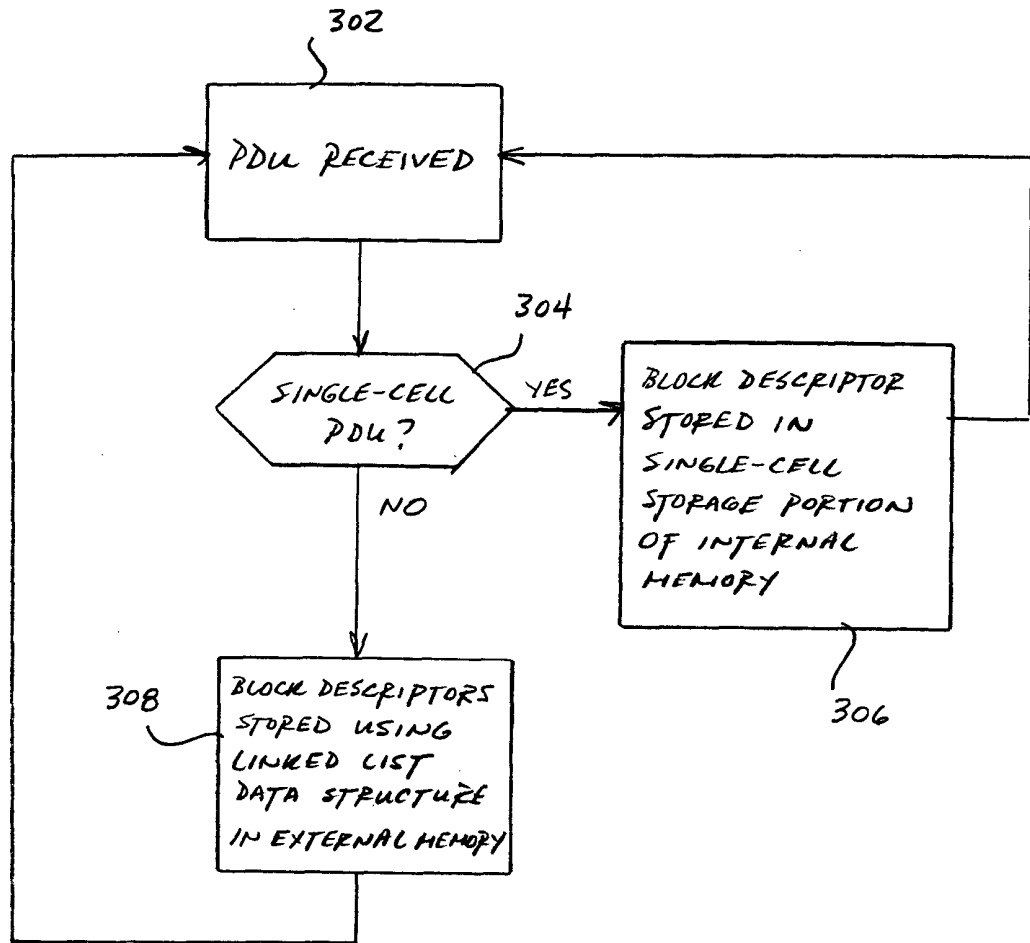 302
PDU RECEIVED
304
SINGLE-CELL
PDU?
YES
NO
BLOCK DESCRIPTOR
STORED IN
SINGLE-CELL
STORAGE PORTION
OF INTERNAL
MEMORY
306
308
BLOCK DESCRIPTORS
STORED USING
LINKED LIST
DATA STRUCTURE
IN EXTERNAL MEMORY